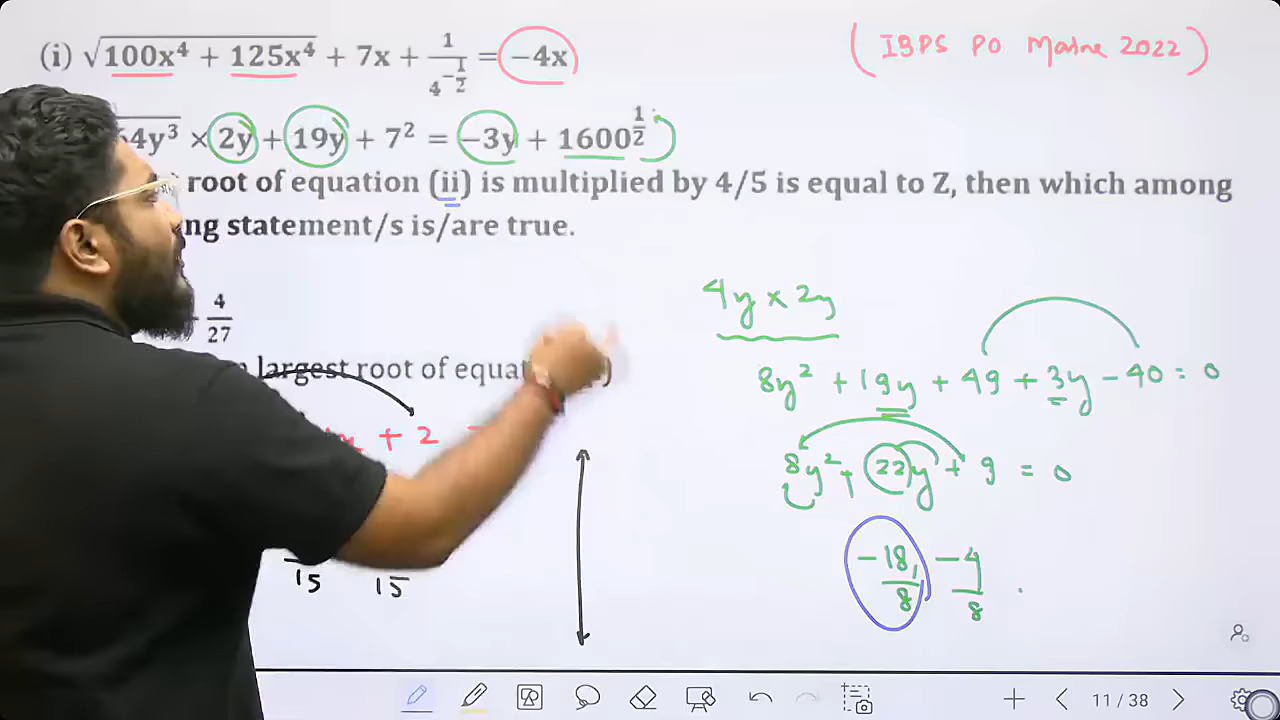 (i) √100x⁴ + 125x⁴ + 7x + 1/4^(-1/2) = -4x
(IBPS PO Mains 2022)
64y³ × 2y + 19y + 7² = -3y + 1600^(1/2)
root of equation (ii) is multiplied by 4/5 is equal to Z, then which among
ng statement/s is/are true.
4/27
largest root of equat
4y × 2y
8y² + 19y + 49 + 3y - 40 = 0
+ 2
8y² + 22y + 9 = 0
-18/8, -4/8
15 15
11 / 38